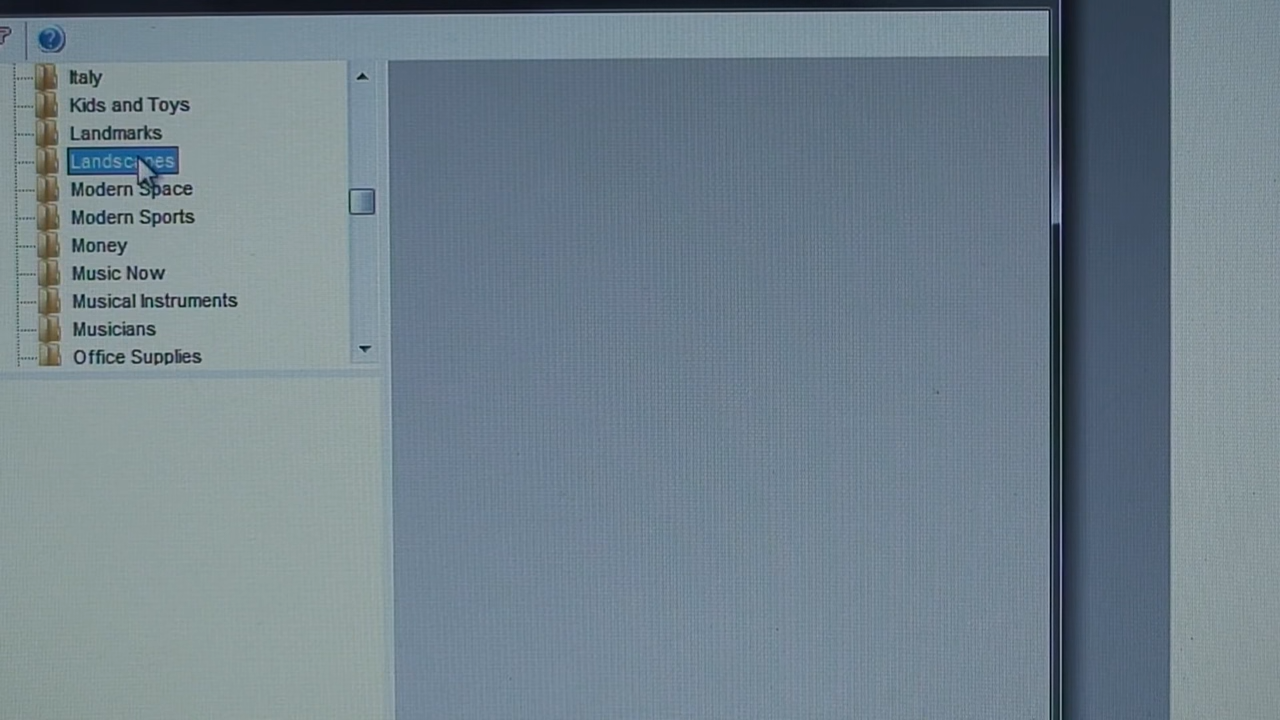 ?
Italy
Kids and Toys
Landmarks
Landscapes
Modern Space
Modern Sports
Money
Music Now
Musical Instruments
Musicians
Office Supplies